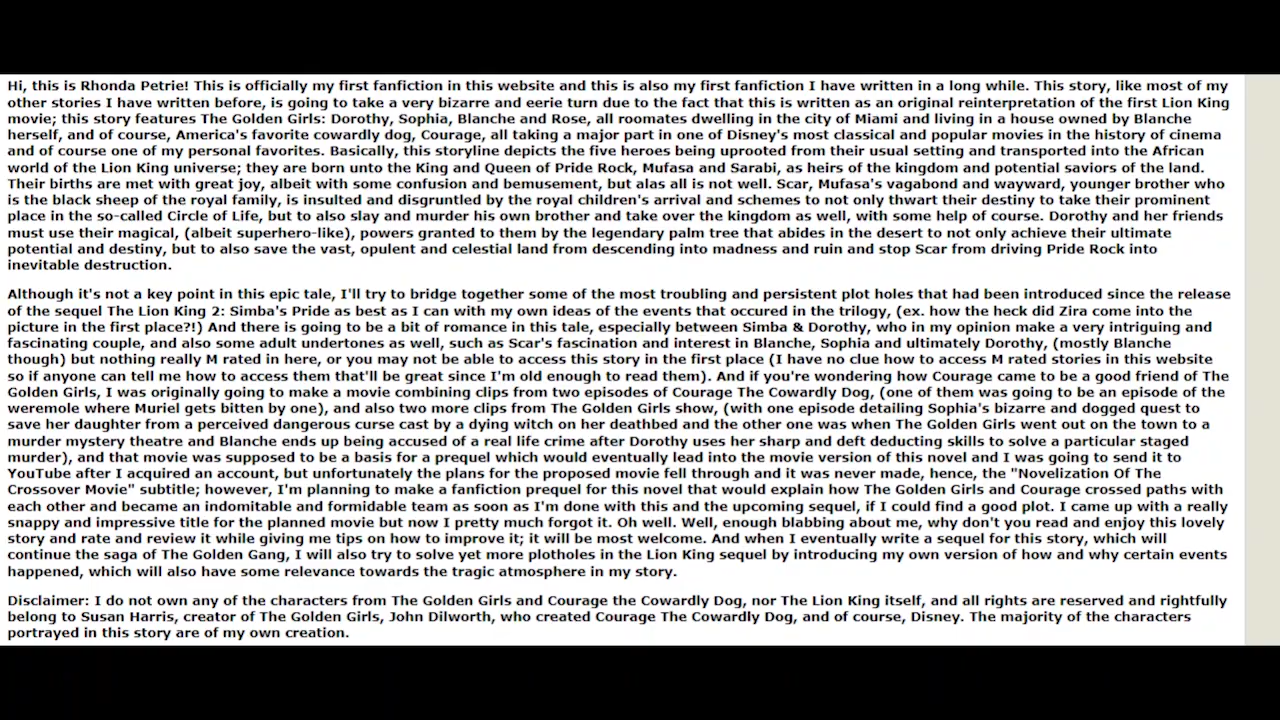 Hi, this is Rhonda Petrie! This is officially my first fanfiction in this website and this is also my first fanfiction I have written in a long while. This story, like most of my
other stories I have written before, is going to take a very bizarre and eerie turn due to the fact that this is written as an original reinterpretation of the first Lion King
movie; this story features The Golden Girls: Dorothy, Sophia, Blanche and Rose, all roomates dwelling in the city of Miami and living in a house owned by Blanche
herself, and of course, America's favorite cowardly dog, Courage, all taking a major part in one of Disney's most classical and popular movies in the history of cinema
and of course one of my personal favorites. Basically, this storyline depicts the five heroes being uprooted from their usual setting and transported into the African
world of the Lion King universe; they are born unto the King and Queen of Pride Rock, Mufasa and Sarabi, as heirs of the kingdom and potential saviors of the land.
Their births are met with great joy, albeit with some confusion and bemusement, but alas all is not well. Scar, Mufasa's vagabond and wayward, younger brother who
is the black sheep of the royal family, is insulted and disgruntled by the royal children's arrival and schemes to not only thwart their destiny to take their prominent
place in the so-called Circle of Life, but to also slay and murder his own brother and take over the kingdom as well, with some help of course. Dorothy and her friends
must use their magical, (albeit superhero-like), powers granted to them by the legendary palm tree that abides in the desert to not only achieve their ultimate
potential and destiny, but to also save the vast, opulent and celestial land from descending into madness and ruin and stop Scar from driving Pride Rock into
inevitable destruction.
Although it's not a key point in this epic tale, I'll try to bridge together some of the most troubling and persistent plot holes that had been introduced since the release
of the sequel The Lion King 2: Simba's Pride as best as I can with my own ideas of the events that occured in the trilogy, (ex. how the heck did Zira come into the
picture in the first place?!) And there is going to be a bit of romance in this tale, especially between Simba & Dorothy, who in my opinion make a very intriguing and
fascinating couple, and also some adult undertones as well, such as Scar's fascination and interest in Blanche, Sophia and ultimately Dorothy, (mostly Blanche
though) but nothing really M rated in here, or you may not be able to access this story in the first place (I have no clue how to access M rated stories in this website
so if anyone can tell me how to access them that'll be great since I'm old enough to read them). And if you're wondering how Courage came to be a good friend of The
Golden Girls, I was originally going to make a movie combining clips from two episodes of Courage The Cowardly Dog, (one of them was going to be an episode of the
weremole where Muriel gets bitten by one), and also two more clips from The Golden Girls show, (with one episode detailing Sophia's bizarre and dogged quest to
save her daughter from a perceived dangerous curse cast by a dying witch on her deathbed and the other one was when The Golden Girls went out on the town to a
murder mystery theatre and Blanche ends up being accused of a real life crime after Dorothy uses her sharp and deft deducting skills to solve a particular staged
murder), and that movie was supposed to be a basis for a prequel which would eventually lead into the movie version of this novel and I was going to send it to
YouTube after I acquired an account, but unfortunately the plans for the proposed movie fell through and it was never made, hence, the "Novelization Of The
Crossover Movie" subtitle; however, I'm planning to make a fanfiction prequel for this novel that would explain how The Golden Girls and Courage crossed paths with
each other and became an indomitable and formidable team as soon as I'm done with this and the upcoming sequel, if I could find a good plot. I came up with a really
snappy and impressive title for the planned movie but now I pretty much forgot it. Oh well. Well, enough blabbing about me, why don't you read and enjoy this lovely
story and rate and review it while giving me tips on how to improve it; it will be most welcome. And when I eventually write a sequel for this story, which will
continue the saga of The Golden Gang, I will also try to solve yet more plotholes in the Lion King sequel by introducing my own version of how and why certain events
happened, which will also have some relevance towards the tragic atmosphere in my story.
Disclaimer: I do not own any of the characters from The Golden Girls and Courage the Cowardly Dog, nor The Lion King itself, and all rights are reserved and rightfully
belong to Susan Harris, creator of The Golden Girls, John Dilworth, who created Courage The Cowardly Dog, and of course, Disney. The majority of the characters
portrayed in this story are of my own creation.